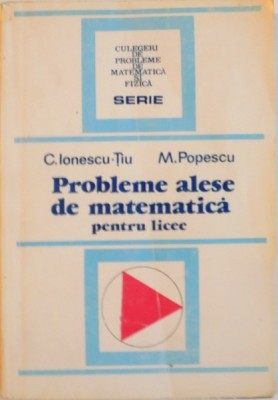 CULEGERI
DE
PROBLEME
DE
MATEMATICĂ
ŞI
FIZICĂ
SERIE
C.Ionescu-Ţiu M.Popescu
Probleme alese
de matematică
pentru licee